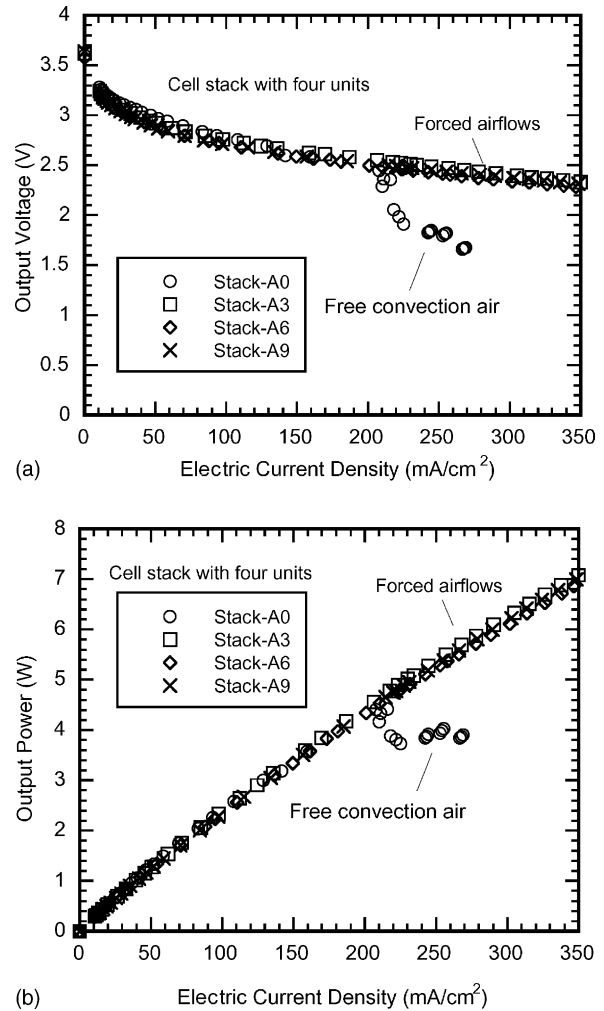 4
3.5
3
2.5
2
1.5
1
0.5
0
Output Voltage (V)
Cell stack with four units
Forced airflows
Free convection air
Stack-A0
Stack-A3
Stack-A6
Stack-A9
0 50 100 150 200 250 300 350
(a)
Electric Current Density (mA/cm²)
8
7
6
5
4
3
2
1
0
Output Power (W)
Cell stack with four units
Stack-A0
Stack-A3
Stack-A6
Stack-A9
Forced airflows
Free convection air
0 50 100 150 200 250 300 350
(b)
Electric Current Density (mA/cm²)